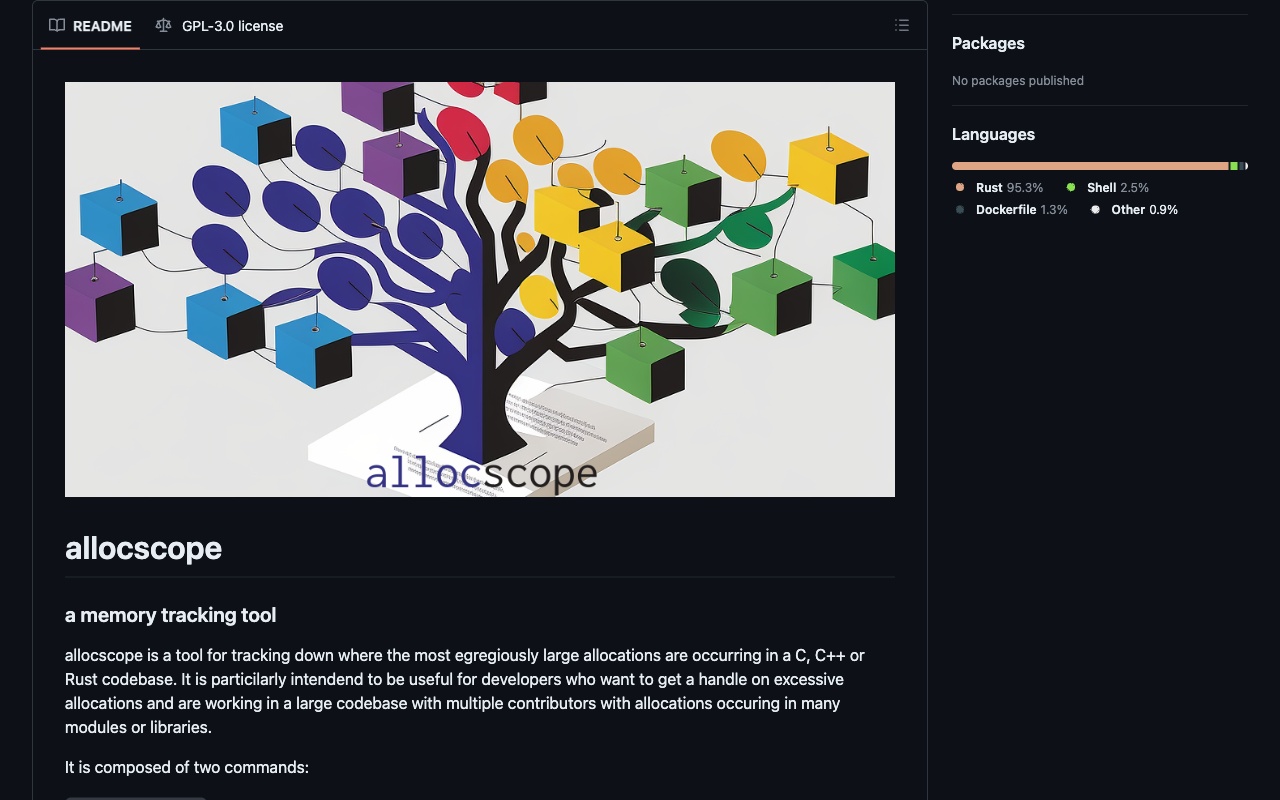 README
GPL-3.0 license
allocscope
allocscope
a memory tracking tool
allocscope is a tool for tracking down where the most egregiously large allocations are occurring in a C, C++ or
Rust codebase. It is particilarly intendend to be useful for developers who want to get a handle on excessive
allocations and are working in a large codebase with multiple contributors with allocations occuring in many
modules or libraries.
It is composed of two commands:
Packages
No packages published
Languages
Rust 95.3%
Shell 2.5%
Dockerfile 1.3%
Other 0.9%